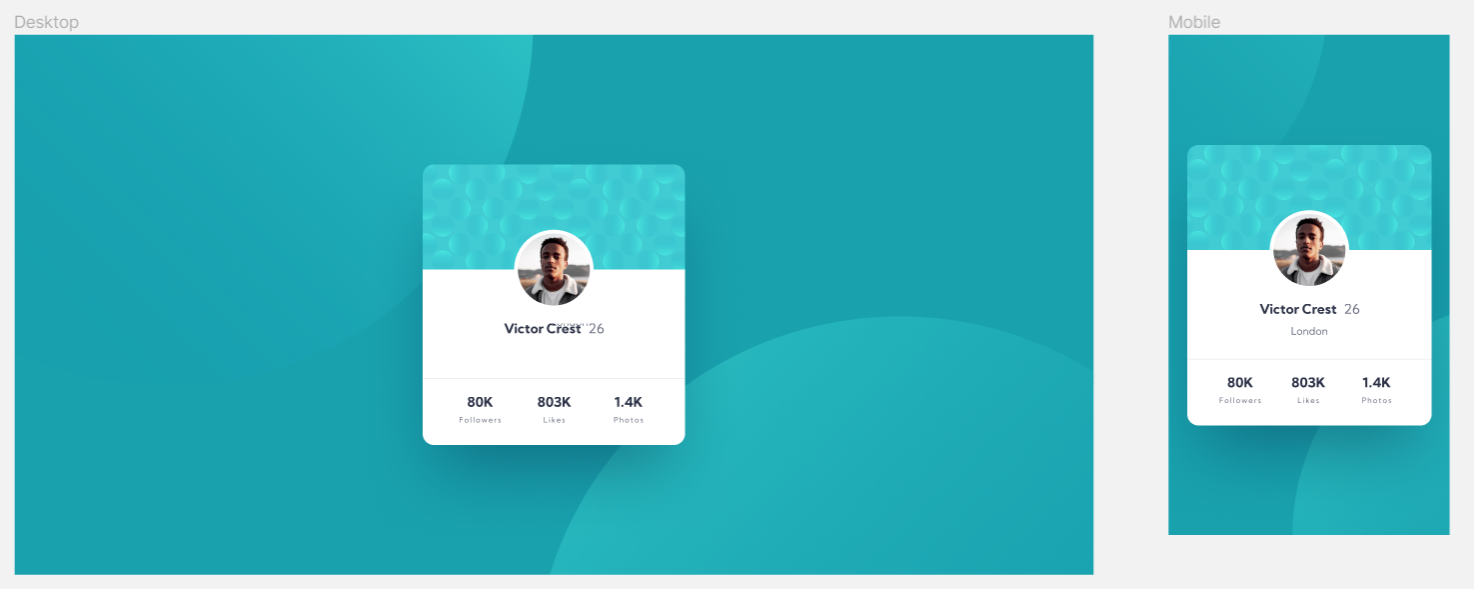 Desktop
Mobile
Victor Crest 26
80K 803K 1.4K
Followers Likes Photos
Victor Crest 26
London
80K 803K 1.4K
Followers Likes Photos